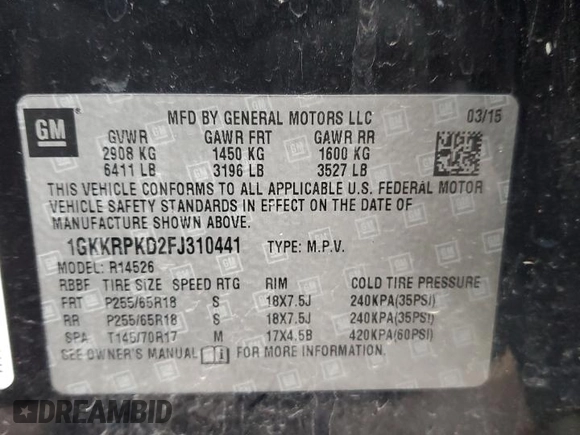 GM
MFD BY GENERAL MOTORS LLC 03/15
GVWR GAWR FRT GAWR RR
2908 KG 1450 KG 1600 KG
6411 LB 3196 LB 3527 LB
THIS VEHICLE CONFORMS TO ALL APPLICABLE U.S. FEDERAL MOTOR
VEHICLE SAFETY STANDARDS IN EFFECT ON THE DATE OF
MANUFACTURE SHOWN ABOVE.
1GKKRPKD2FJ310441 TYPE: M.P.V.
MODEL: R14526
RBBF TIRE SIZE SPEED RTG RIM COLD TIRE PRESSURE
FRT P255/65R18 S 18X7.5J 240KPA(35PSI)
RR P255/65R18 S 18X7.5J 240KPA(35PSI)
SPA T145/70R17 M 17X4.5B 420KPA(60PSI)
SEE OWNER'S MANUAL FOR MORE INFORMATION.
DREAMBID